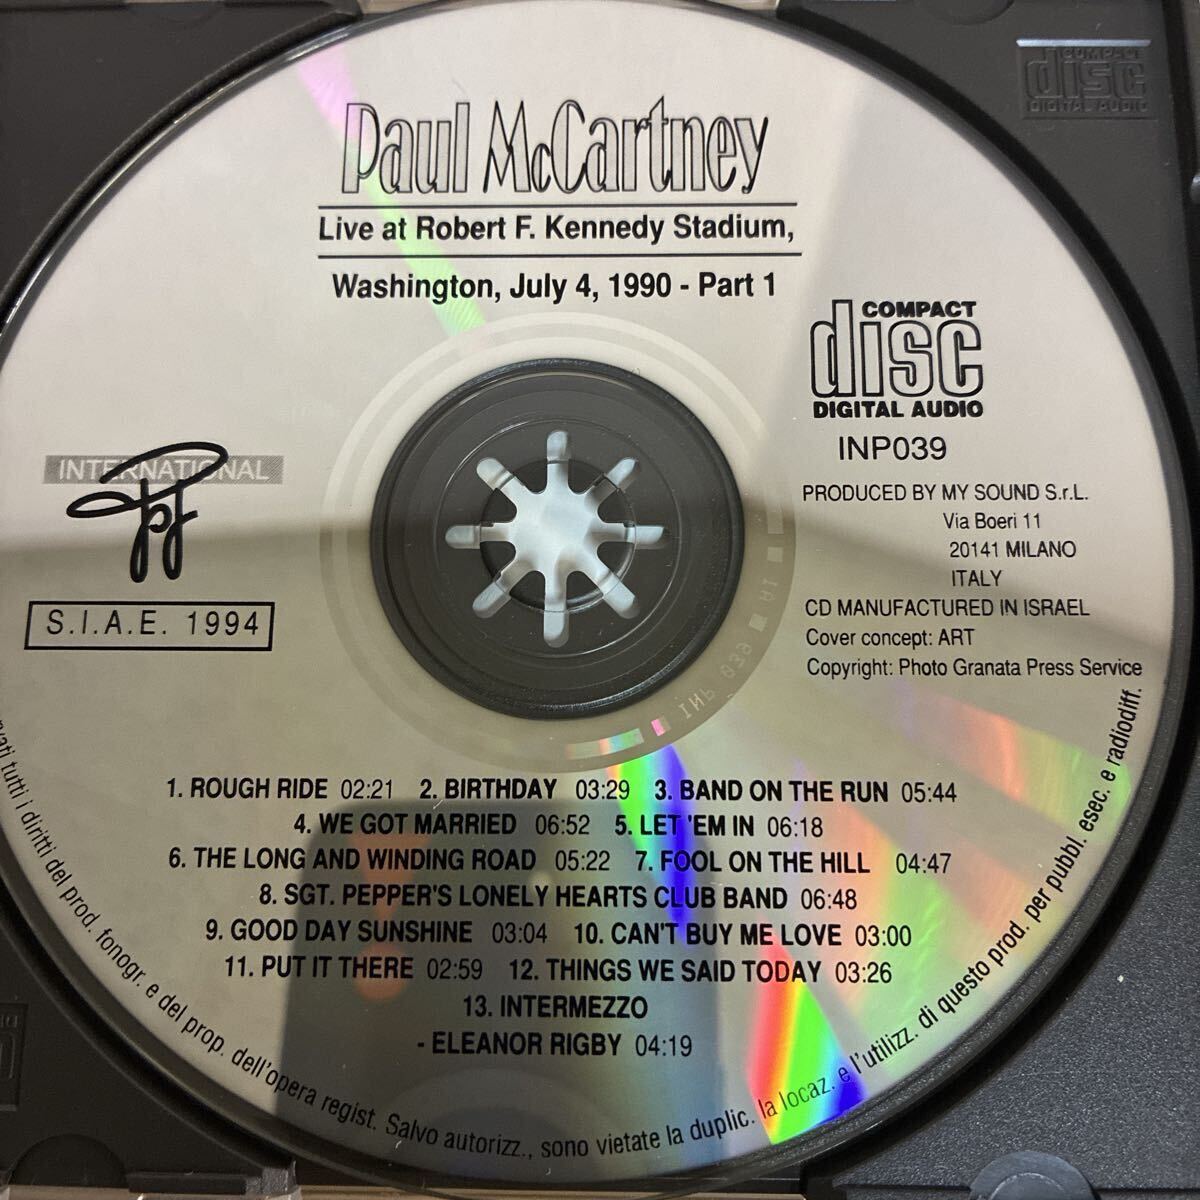 Paul McCartney
Live at Robert F. Kennedy Stadium,
Washington, July 4, 1990 - Part 1
COMPACT
disc
DIGITAL AUDIO
INP039
PRODUCED BY MY SOUND S.r.L.
Via Boeri 11
20141 MILANO
ITALY
CD MANUFACTURED IN ISRAEL
Cover concept: ART
Copyright: Photo Granata Press Service
INTERNATIONAL
S.I.A.E. 1994
INP 039
1. ROUGH RIDE 02:21 2. BIRTHDAY 03:29 3. BAND ON THE RUN 05:44
4. WE GOT MARRIED 06:52 5. LET 'EM IN 06:18
6. THE LONG AND WINDING ROAD 05:22 7. FOOL ON THE HILL 04:47
8. SGT. PEPPER'S LONELY HEARTS CLUB BAND 06:48
9. GOOD DAY SUNSHINE 03:04 10. CAN'T BUY ME LOVE 03:00
11. PUT IT THERE 02:59 12. THINGS WE SAID TODAY 03:26
13. INTERMEZZO
- ELEANOR RIGBY 04:19
tutti i diritti del prod. fonogr. e del prop. dell'opera regist. Salvo autorizz., sono vietate la duplic. la locaz. e l'utilizz. di questo prod. per pubbl. esec. e radiodiff.
COMPACT
disc
DIGITAL AUDIO